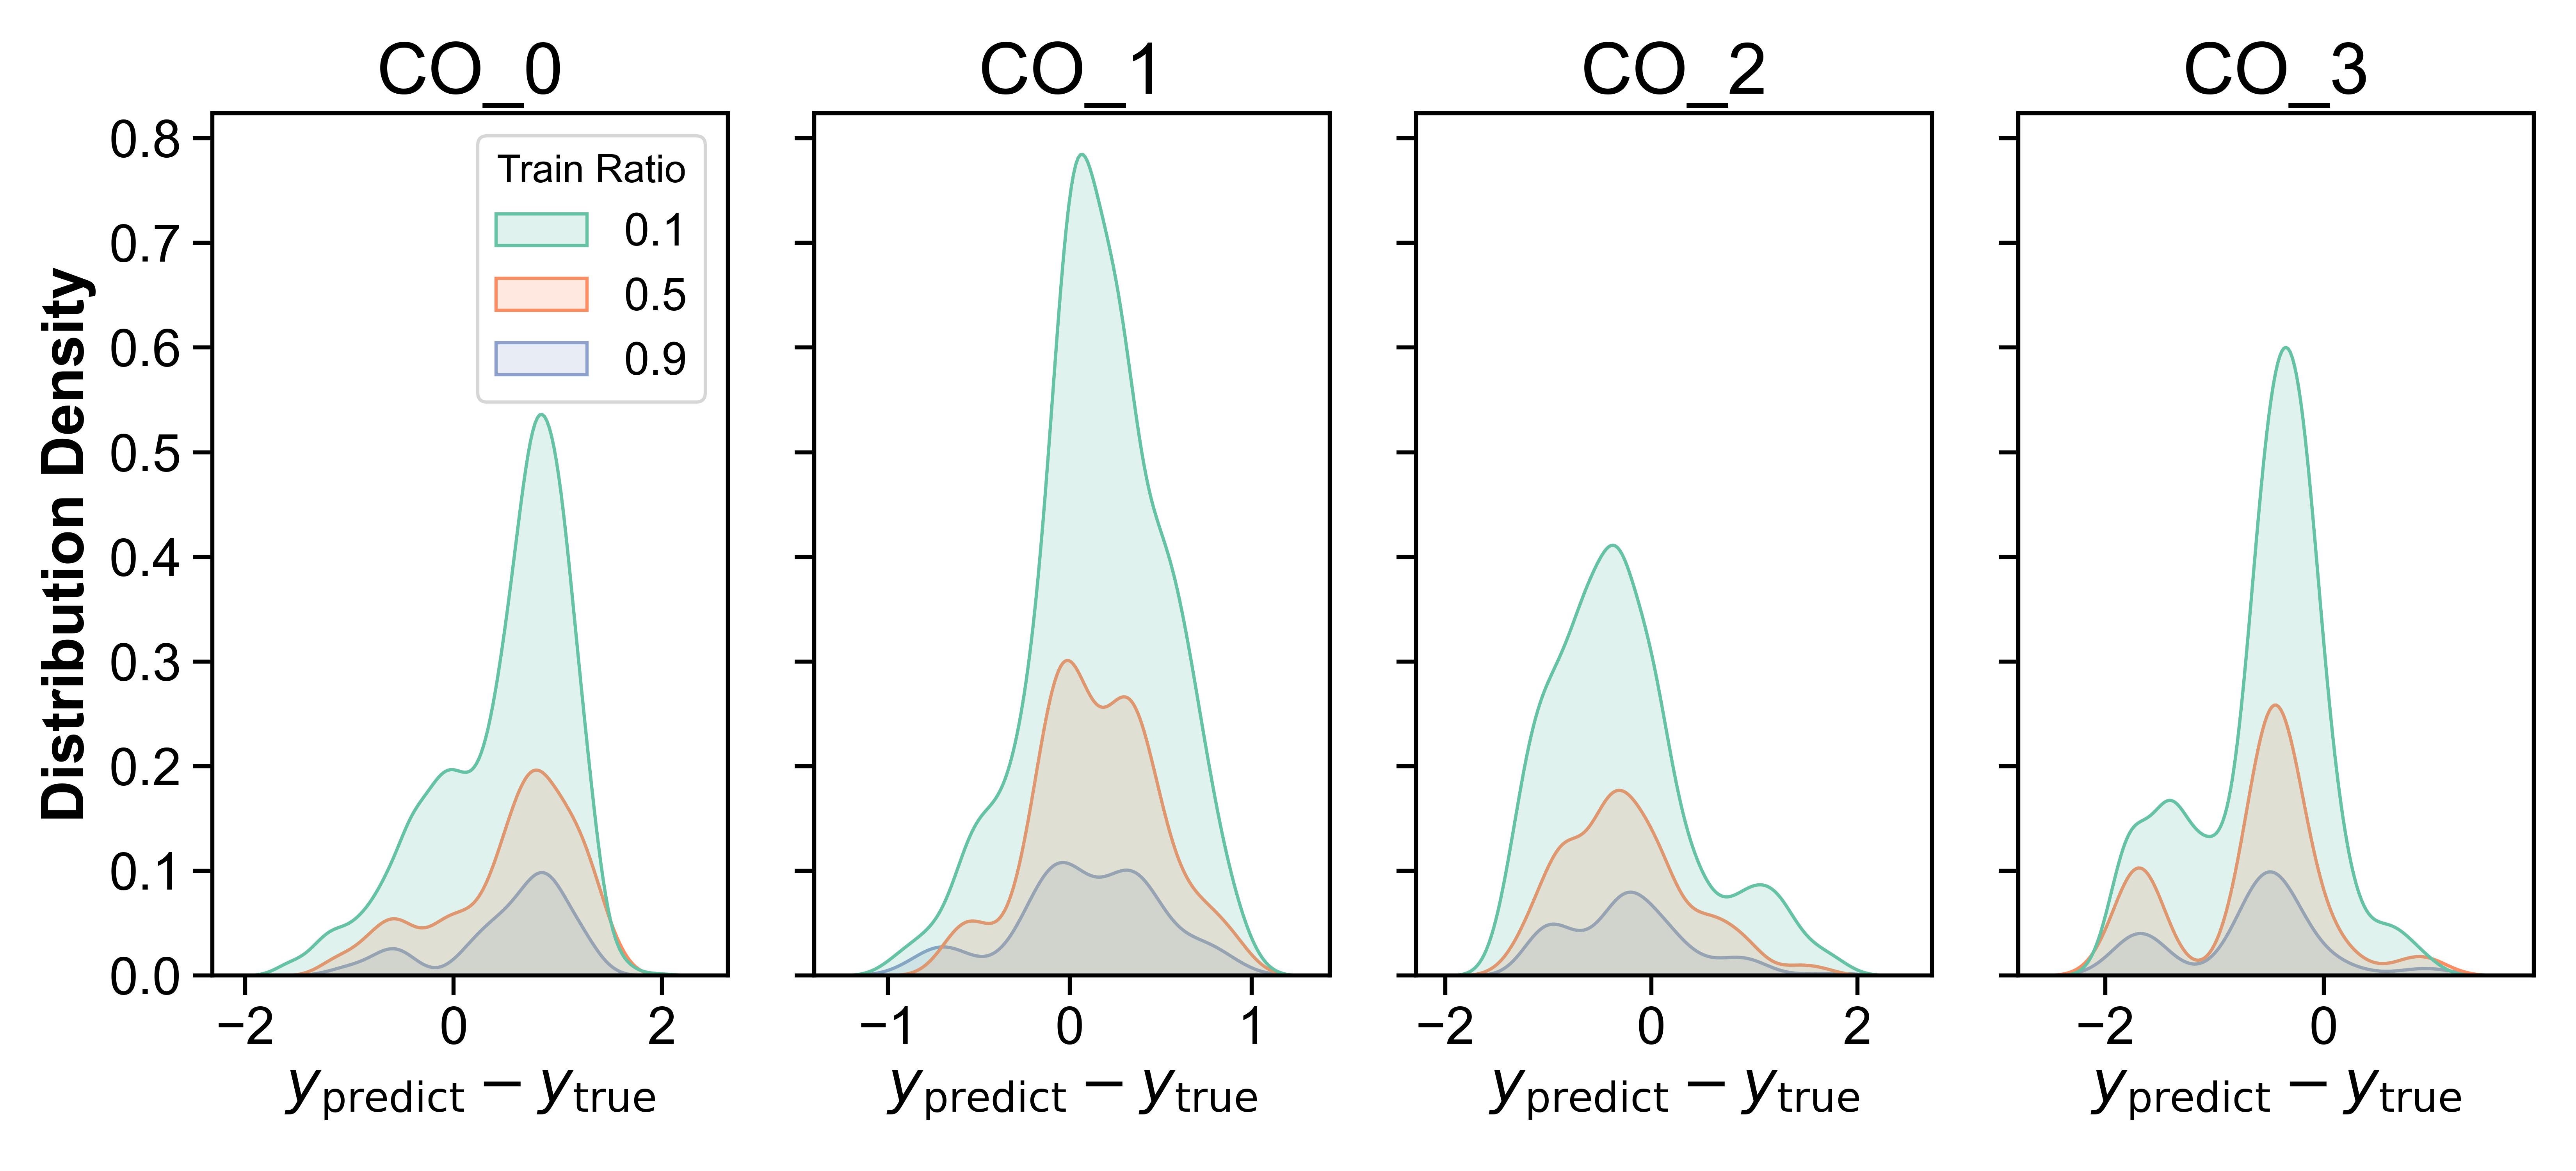 CO_0
CO_1
CO_2
CO_3
Distribution Density
0.8
0.7
0.6
0.5
0.4
0.3
0.2
0.1
0.0
Train Ratio
0.1
0.5
0.9
−2 0 2
−1 0 1
−2 0 2
−2 0
y_predict − y_true
y_predict − y_true
y_predict − y_true
y_predict − y_true